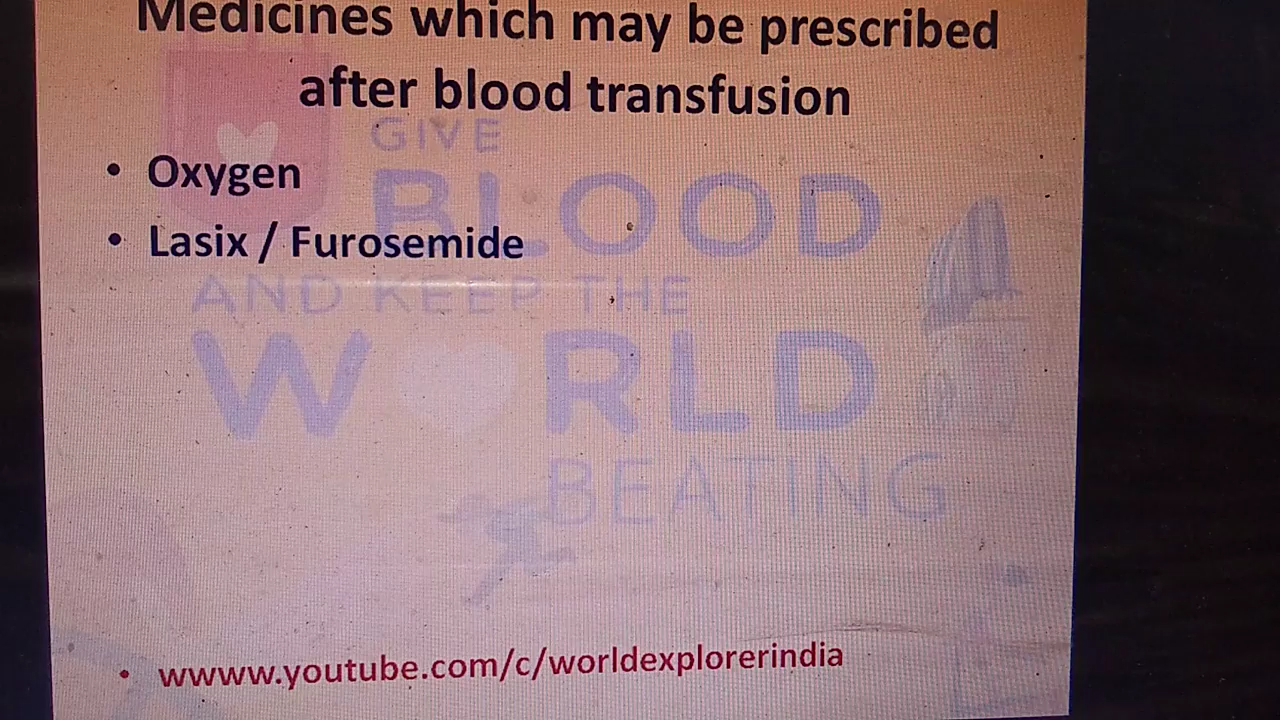 Medicines which may be prescribed
after blood transfusion
GIVE
• Oxygen
BLOOD
• Lasix / Furosemide
AND KEEP THE
W RLD
BEATING
• wwww.youtube.com/c/worldexplorerindia